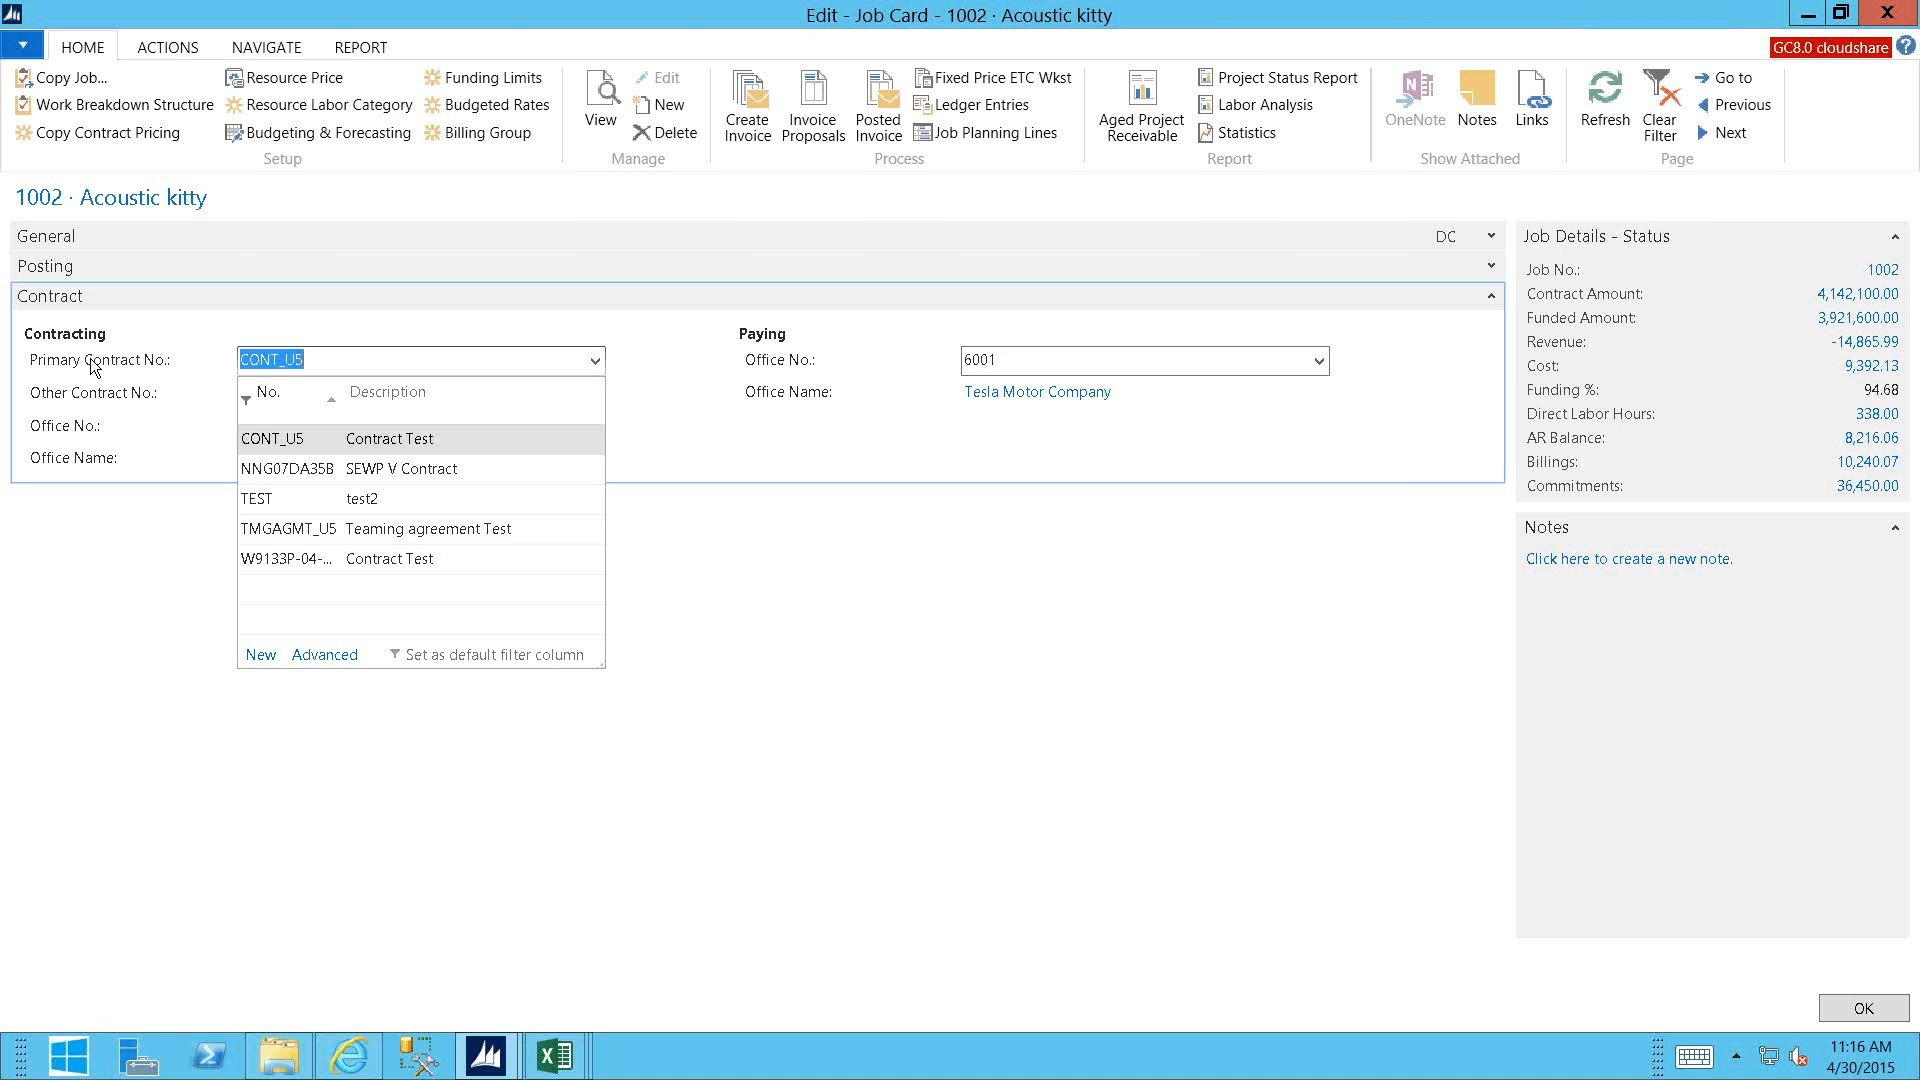 Edit - Job Card - 1002 · Acoustic kitty
HOME ACTIONS NAVIGATE REPORT
GC8.0 cloudshare
Copy Job...
Work Breakdown Structure
Copy Contract Pricing
Resource Price
Resource Labor Category
Budgeting & Forecasting
Funding Limits
Budgeted Rates
Billing Group
Setup
View
Edit
New
Delete
Manage
Create
Invoice
Invoice
Proposals
Posted
Invoice
Fixed Price ETC Wkst
Ledger Entries
Job Planning Lines
Process
Aged Project
Receivable
Project Status Report
Labor Analysis
Statistics
Report
OneNote
Notes
Links
Show Attached
Refresh
Clear
Filter
Go to
Previous
Next
Page
1002 · Acoustic kitty
General DC
Posting
Contract
Contracting
Primary Contract No.: CONT_U5
Other Contract No.:
Office No.:
Office Name:
No. Description
CONT_U5 Contract Test
NNG07DA35B SEWP V Contract
TEST test2
TMGAGMT_U5 Teaming agreement Test
W9133P-04-... Contract Test
New Advanced Set as default filter column
Paying
Office No.: 6001
Office Name: Tesla Motor Company
Job Details - Status
Job No.: 1002
Contract Amount: 4,142,100.00
Funded Amount: 3,921,600.00
Revenue: -14,865.99
Cost: 9,392.13
Funding %: 94.68
Direct Labor Hours: 338.00
AR Balance: 8,216.06
Billings: 10,240.07
Commitments: 36,450.00
Notes
Click here to create a new note.
OK
11:16 AM
4/30/2015